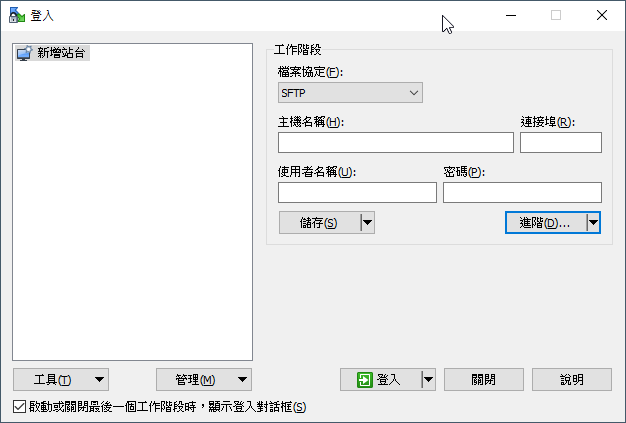 登入
新增站台
工作階段
檔案協定(F):
SFTP
主機名稱(H):
連接埠(R):
使用者名稱(U):
密碼(P):
儲存(S)
進階(D)...
工具(T)
管理(M)
登入
關閉
說明
啟動或關閉最後一個工作階段時，顯示登入對話框(S)